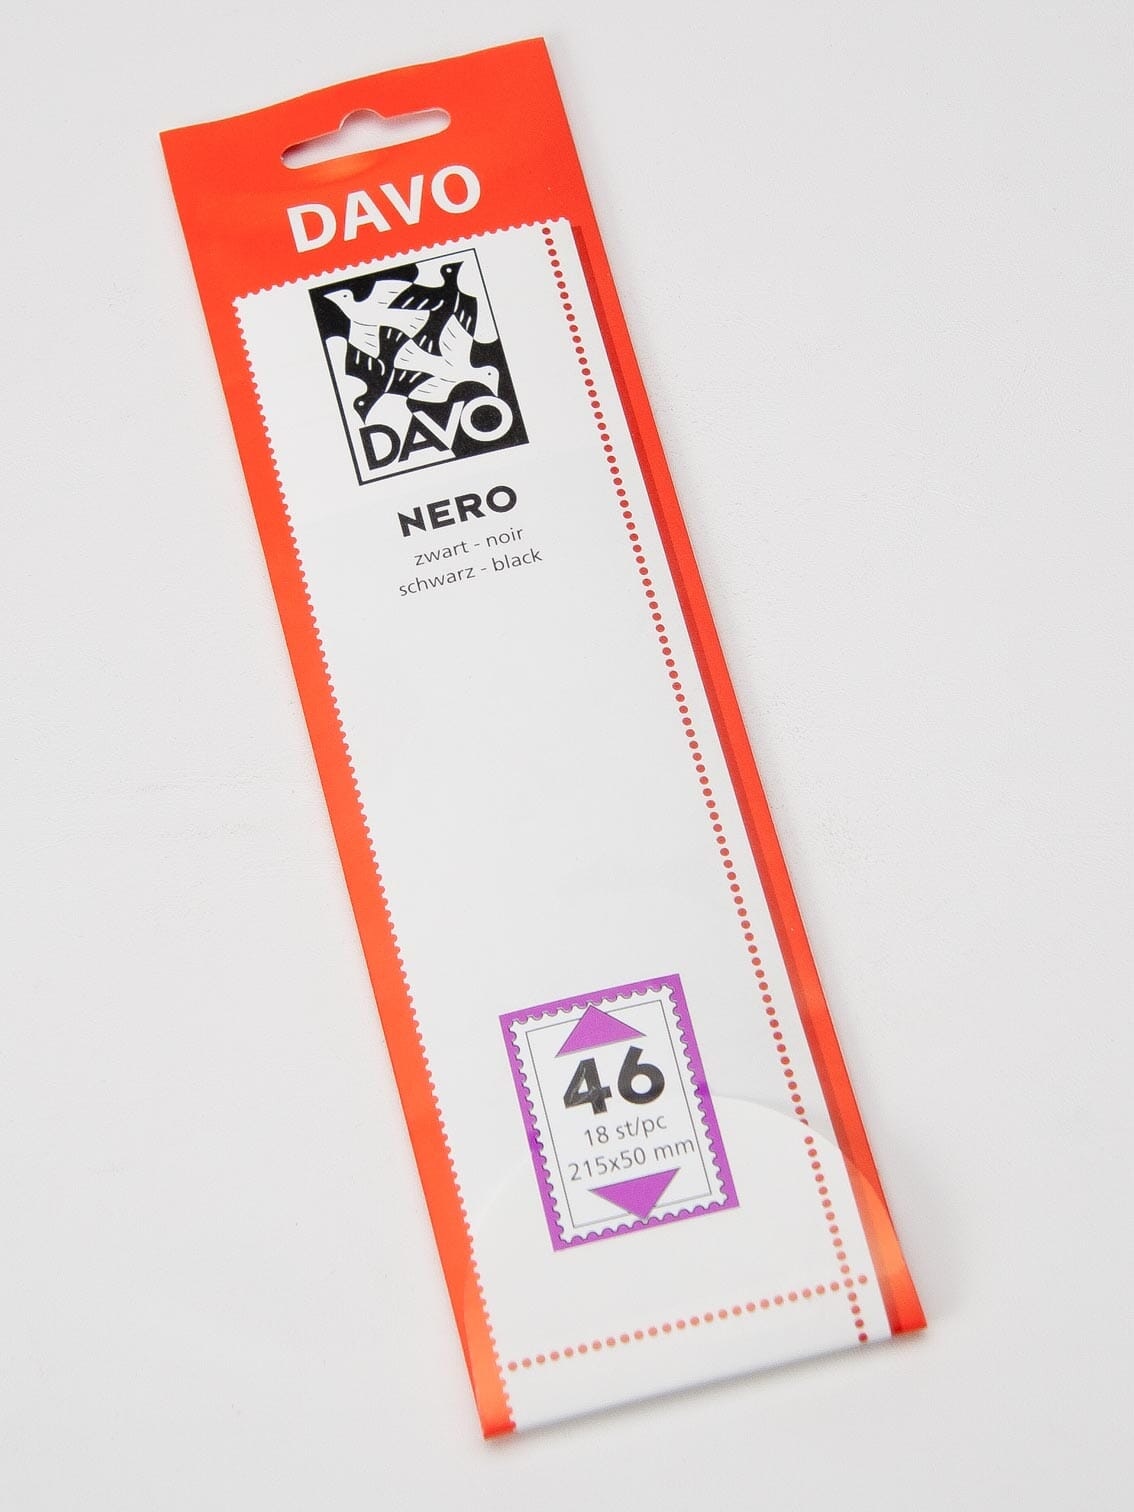 DAVO
DAVO
NERO
zwart - noir
schwarz - black
46
18 st/pc
215x50 mm